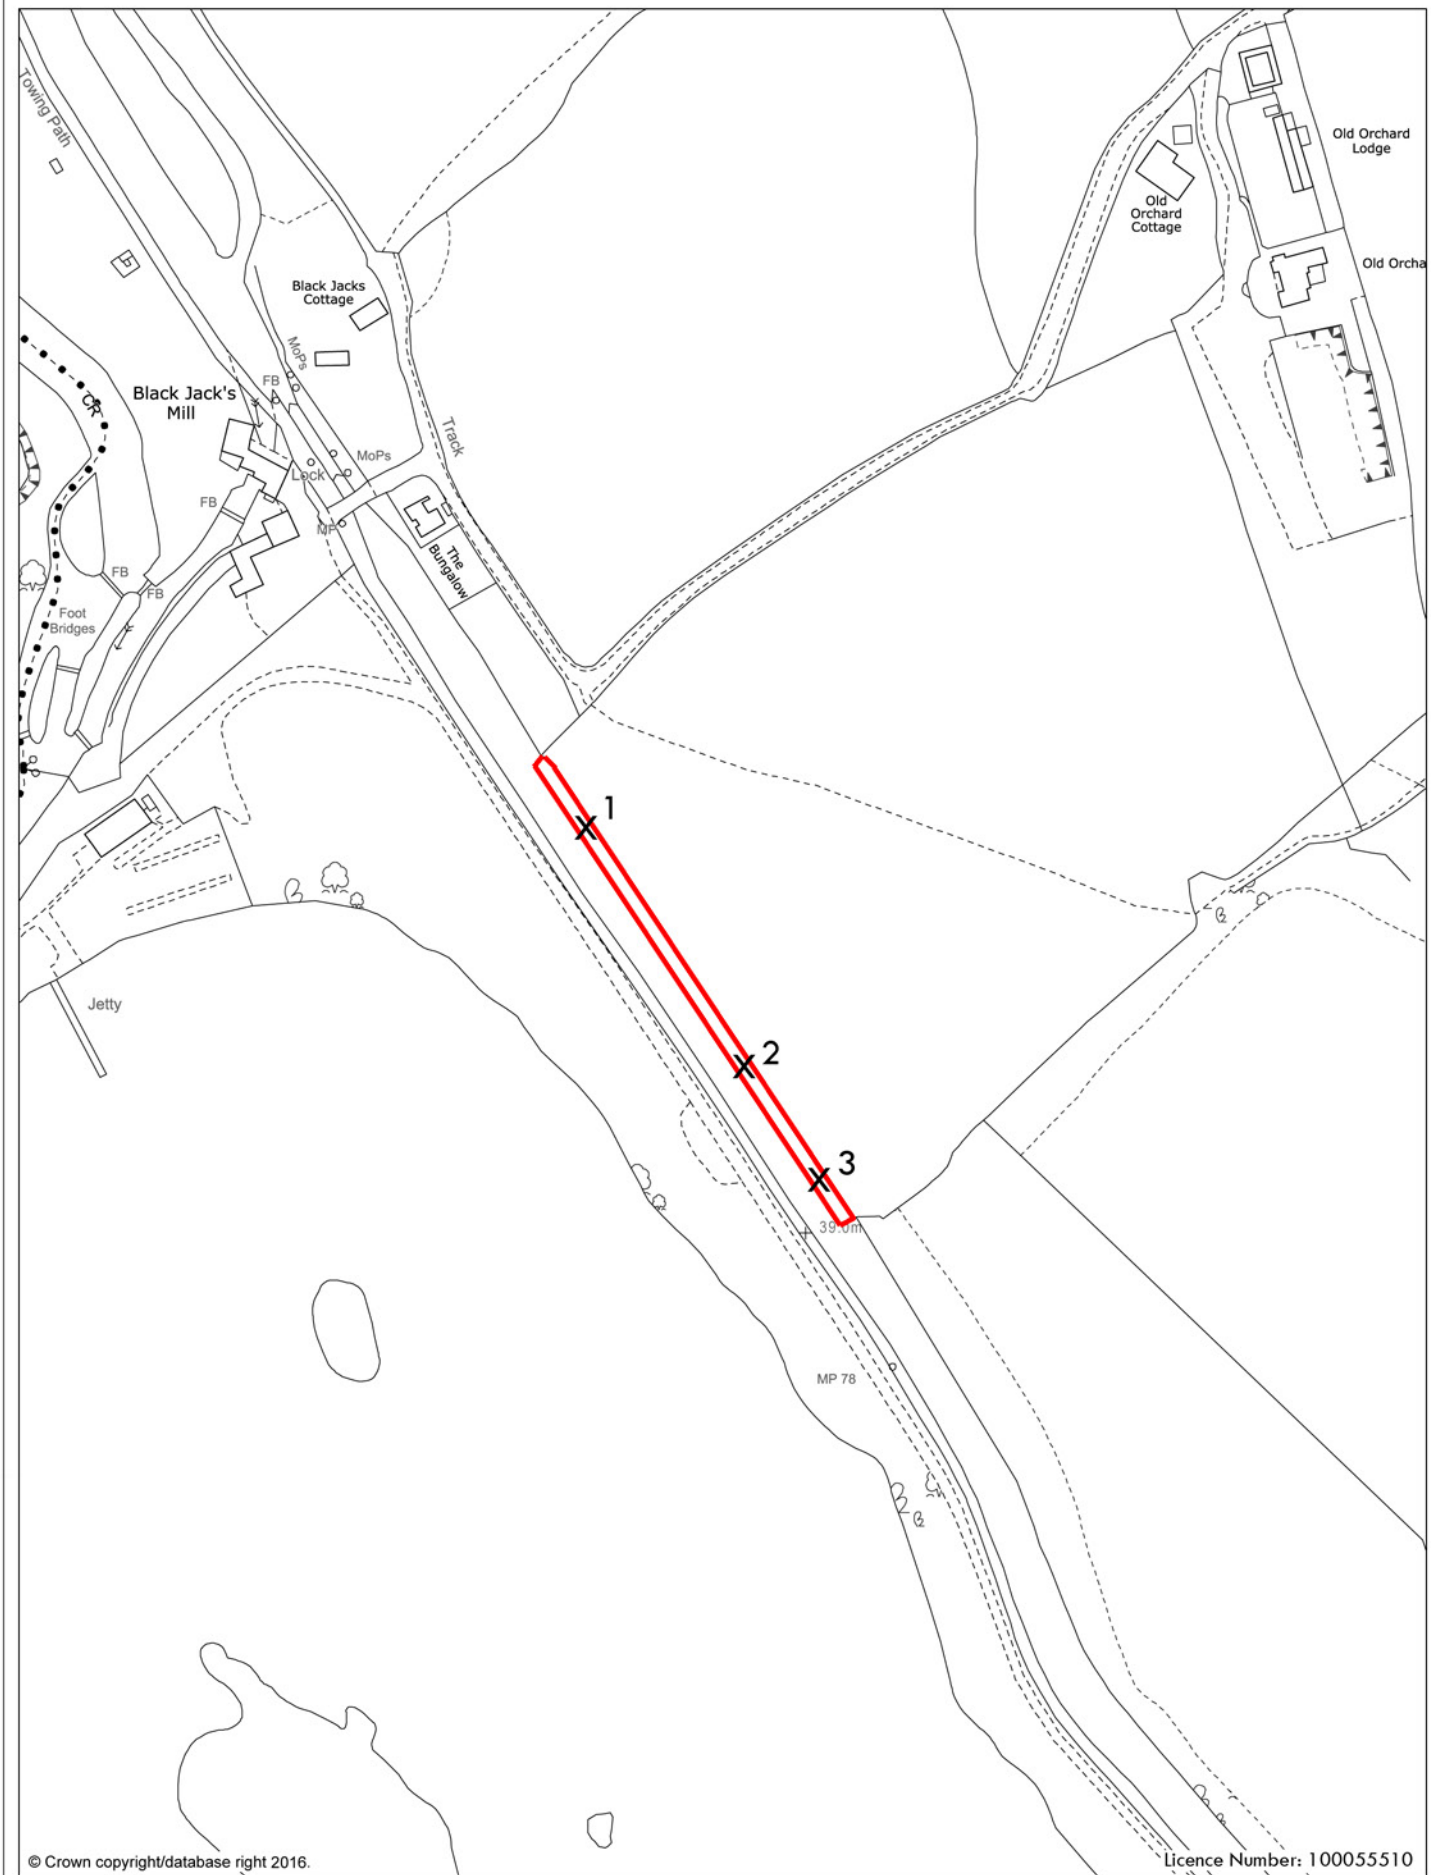 Towing Path
Old Orchard
Lodge
Old
Orchard
Cottage
Old Orcha
Black Jacks
Cottage
MoPs
FB
Black Jack's
Mill
CR
Track
MoPs
Lock
FB
MP
The
Bungalow
FB
FB
Foot
Bridges
1
Jetty
2
3
39.0m
MP 78
© Crown copyright/database right 2016.
Licence Number: 100055510